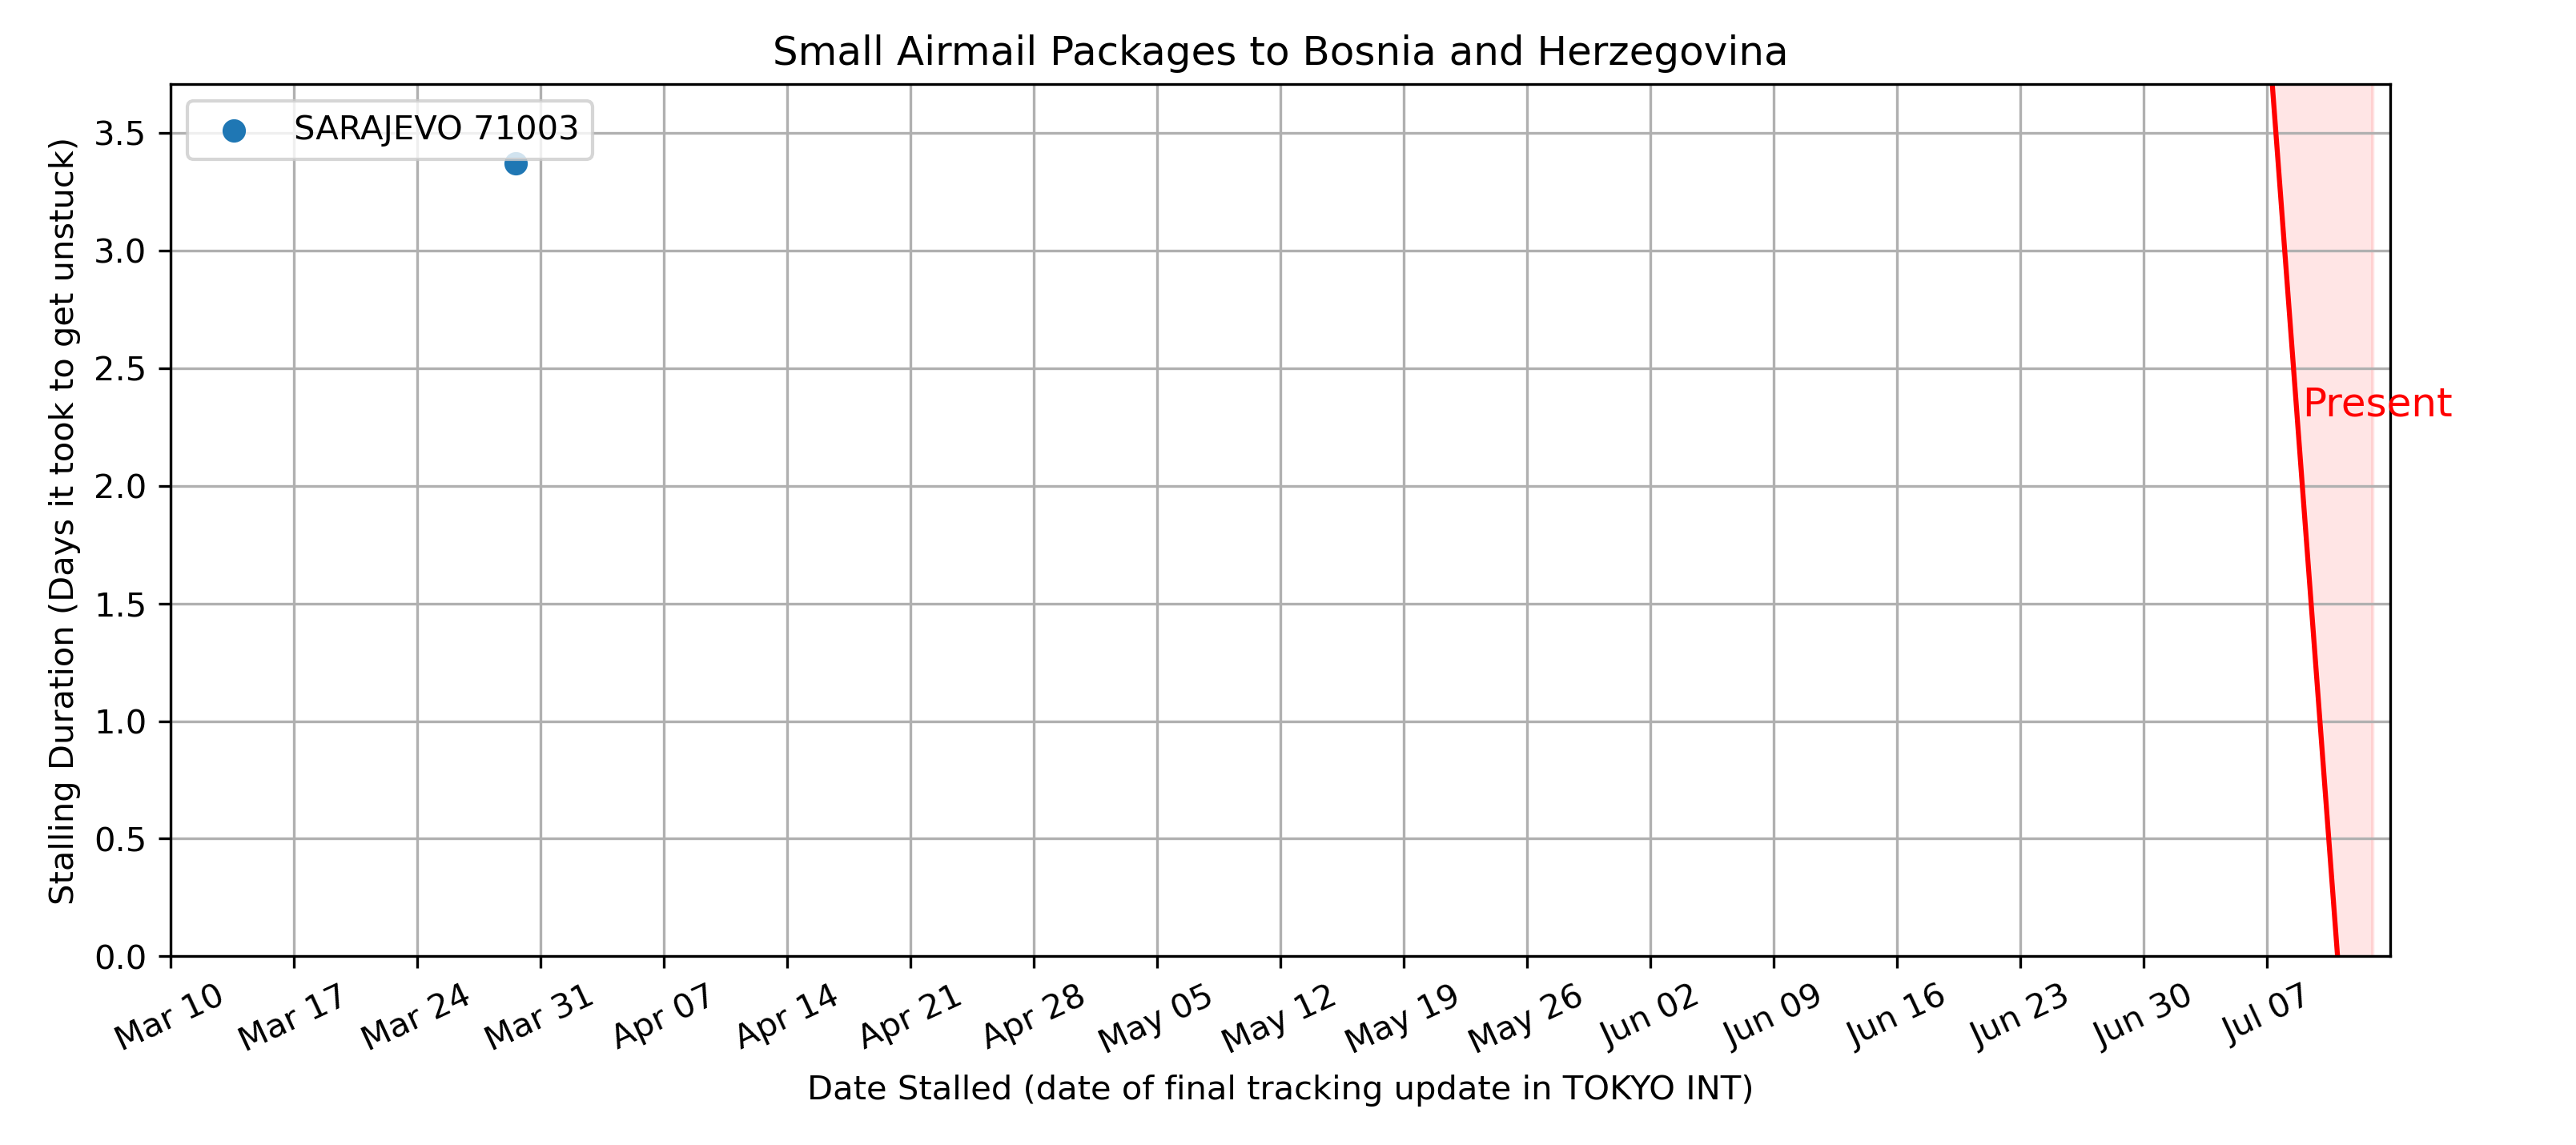 Small Airmail Packages to Bosnia and Herzegovina
SARAJEVO 71003
Stalling Duration (Days it took to get unstuck)
3.5
3.0
2.5
2.0
1.5
1.0
0.5
0.0
Present
Mar 10 Mar 17 Mar 24 Mar 31 Apr 07 Apr 14 Apr 21 Apr 28 May 05 May 12 May 19 May 26 Jun 02 Jun 09 Jun 16 Jun 23 Jun 30 Jul 07
Date Stalled (date of final tracking update in TOKYO INT)